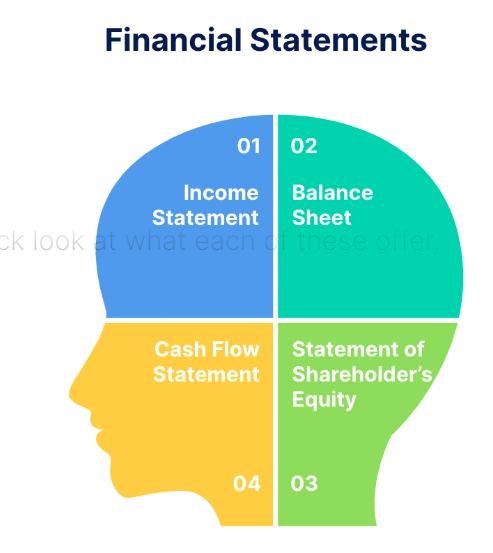 Financial Statements
01
Income
Statement
02
Balance
Sheet
ck look at what each of these offer.
Cash Flow
Statement
04
Statement of
Shareholder's
Equity
03